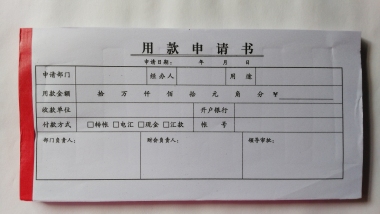 用款申请书
申请日期： 年 月 日
申请部门 经办人 用途
用款金额 拾 万 仟 佰 拾 元 角 分 ¥
收款单位 开户银行
付款方式 □转帐 □电汇 □现金 □汇款 帐号
部门负责人： 财会负责人： 领导审批：